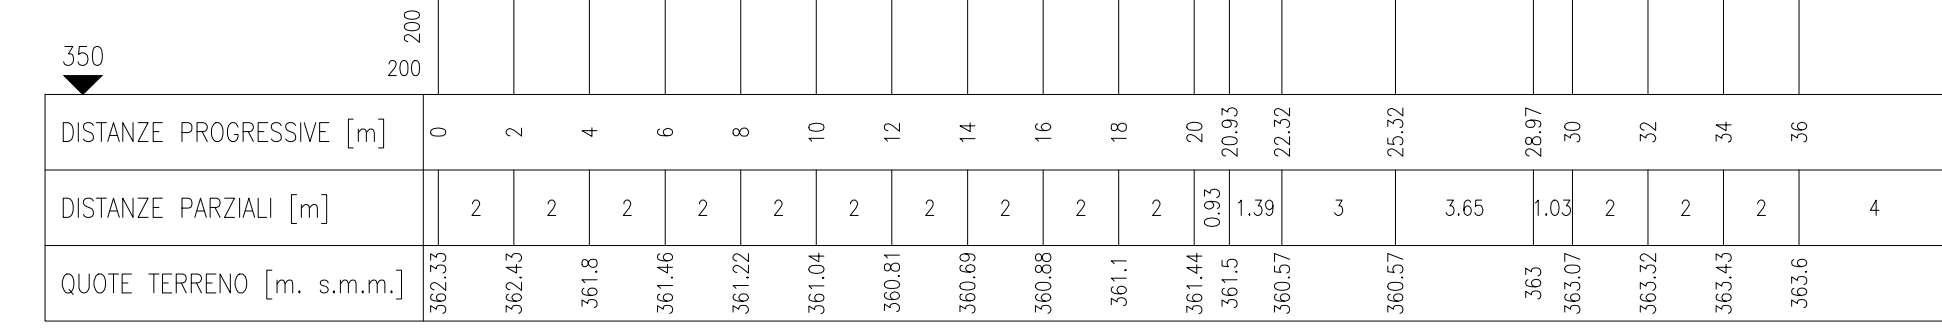 200
350
200
DISTANZE PROGRESSIVE [m] 0 2 4 6 8 10 12 14 16 18 20 20.93 22.32 25.32 28.97 30 32 34 36
DISTANZE PARZIALI [m] 2 2 2 2 2 2 2 2 2 2 0.93 1.39 3 3.65 1.03 2 2 2 4
QUOTE TERRENO [m. s.m.m.] 362.33 362.43 361.8 361.46 361.22 361.04 360.81 360.69 360.88 361.1 361.44 361.5 360.57 360.57 363 363.07 363.32 363.43 363.6